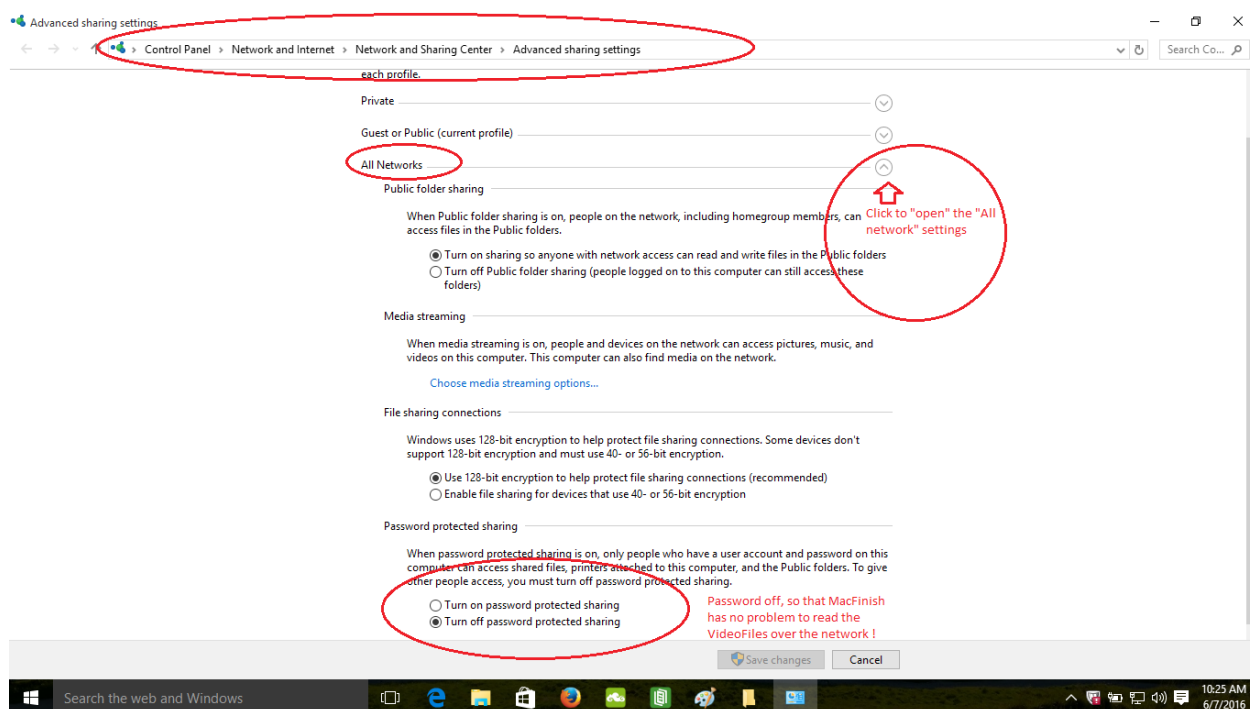 Advanced sharing settings
Control Panel > Network and Internet > Network and Sharing Center > Advanced sharing settings
Search Co...
each profile.
Private
Guest or Public (current profile)
All Networks
Public folder sharing
When Public folder sharing is on, people on the network, including homegroup members, can
access files in the Public folders.
Click to "open" the "All
network" settings
Turn on sharing so anyone with network access can read and write files in the Public folders
Turn off Public folder sharing (people logged on to this computer can still access these
folders)
Media streaming
When media streaming is on, people and devices on the network can access pictures, music, and
videos on this computer. This computer can also find media on the network.
Choose media streaming options...
File sharing connections
Windows uses 128-bit encryption to help protect file sharing connections. Some devices don't
support 128-bit encryption and must use 40- or 56-bit encryption.
Use 128-bit encryption to help protect file sharing connections (recommended)
Enable file sharing for devices that use 40- or 56-bit encryption
Password protected sharing
When password protected sharing is on, only people who have a user account and password on this
computer can access shared files, printers attached to this computer, and the Public folders. To give
other people access, you must turn off password protected sharing.
Turn on password protected sharing
Turn off password protected sharing
Password off, so that MacFinish
has no problem to read the
VideoFiles over the network !
Save changes
Cancel
Search the web and Windows
10:25 AM
6/7/2016